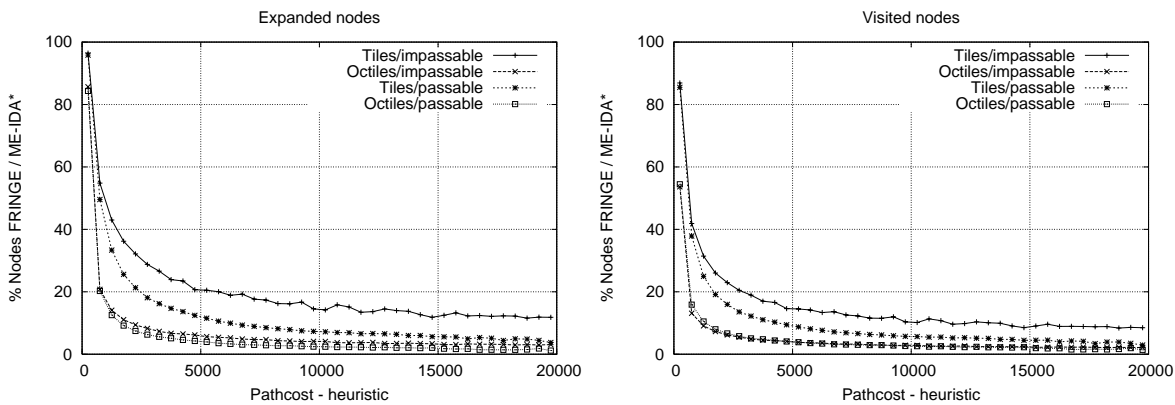 Expanded nodes
% Nodes FRINGE / ME-IDA*
100
80
60
40
20
0
Tiles/impassable
Octiles/impassable
Tiles/passable
Octiles/passable
0 5000 10000 15000 20000
Pathcost - heuristic
Visited nodes
% Nodes FRINGE / ME-IDA*
100
80
60
40
20
0
Tiles/impassable
Octiles/impassable
Tiles/passable
Octiles/passable
0 5000 10000 15000 20000
Pathcost - heuristic